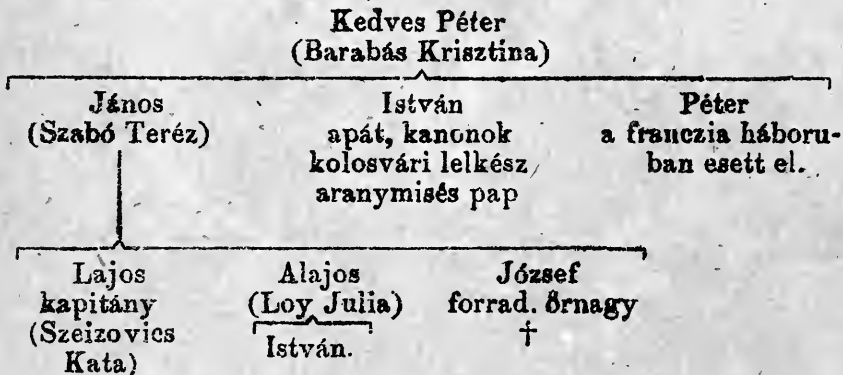 Kedves Péter
(Barabás Krisztina)
János
(Szabó Teréz)
István
apát, kanonok
kolosvári lelkész
aranymisés pap
Péter
a franczia háboru-
ban esett el.
Lajos
kapitány
(Szeizovics
Kata)
Alajos
(Loy Julia)
István.
József
forrad. őrnagy
†